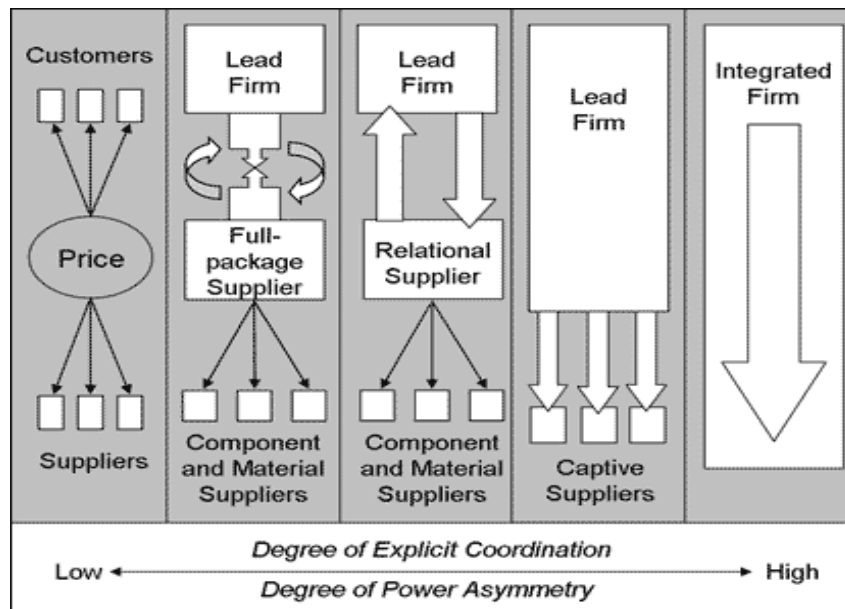 Customers
Price
Suppliers
Lead
Firm
Full-
package
Supplier
Component
and Material
Suppliers
Lead
Firm
Relational
Supplier
Component
and Material
Suppliers
Lead
Firm
Captive
Suppliers
Integrated
Firm
Degree of Explicit Coordination
Low
High
Degree of Power Asymmetry